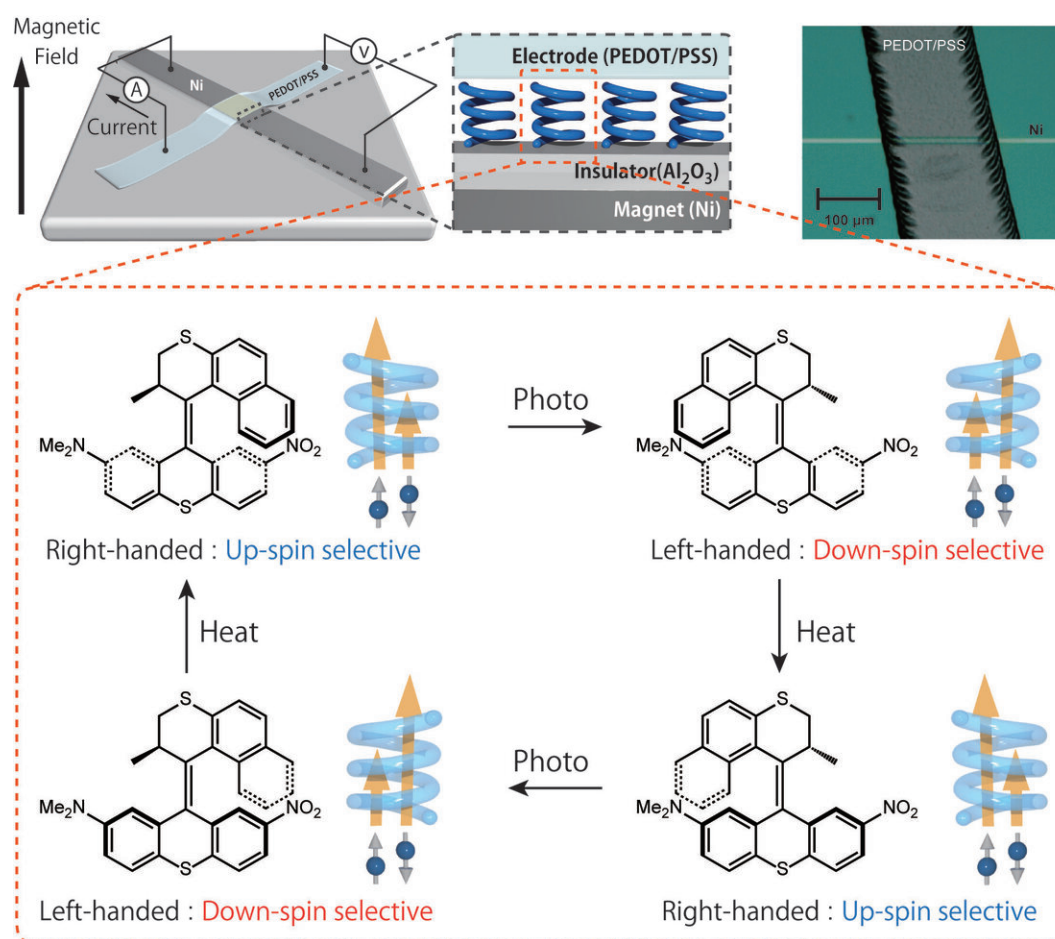 Magnetic
Field
A
Current
Ni
PEDOT/PSS
V
Electrode (PEDOT/PSS)
Insulator(Al₂O₃)
Magnet (Ni)
PEDOT/PSS
Ni
100 μm
S
Me₂N
NO₂
S
Right-handed : Up-spin selective
Photo
S
Me₂N
NO₂
S
Left-handed : Down-spin selective
Heat
Heat
S
Me₂N
NO₂
S
Left-handed : Down-spin selective
Photo
S
Me₂N
NO₂
S
Right-handed : Up-spin selective